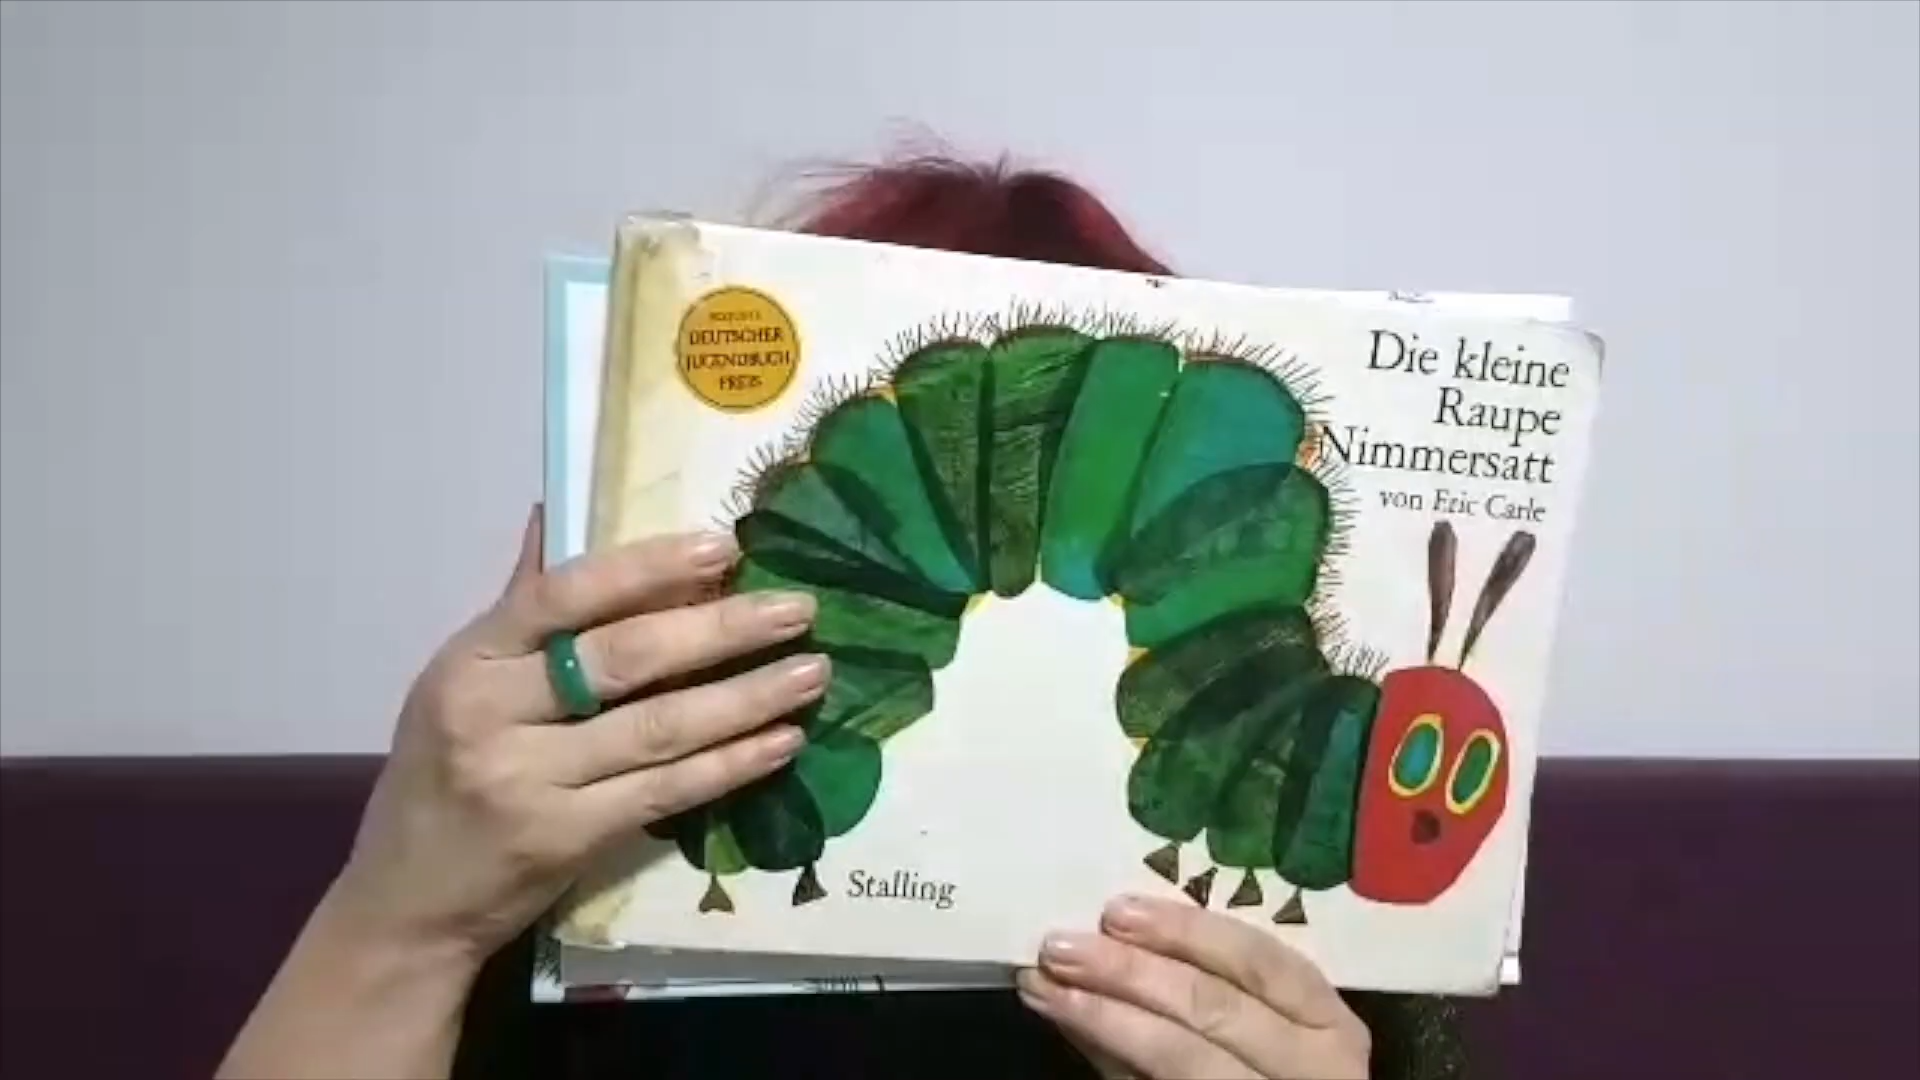 DEUTSCHER
JUGENDBUCH
PREIS
Die kleine
Raupe
Nimmersatt
von Eric Carle
Stalling